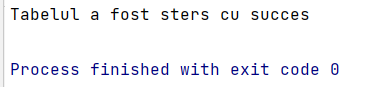 Tabelul a fost sters cu succes
Process finished with exit code 0